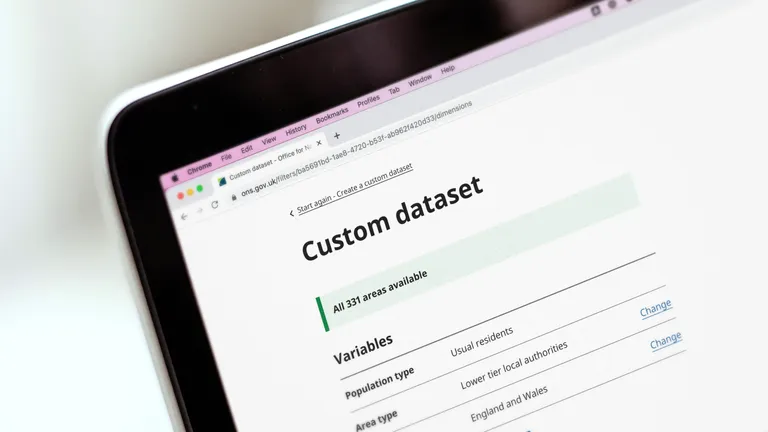 Chrome File Edit View History Bookmarks Profiles Tab Window Help
Custom dataset - Office for N
ons.gov.uk/filters/ba5691bd-1ae8-4720-b53f-ab962f420d33/dimensions
Start again - Create a custom dataset
Custom dataset
All 331 areas available
Variables
Population type Usual residents Change
Area type Lower tier local authorities Change
England and Wales